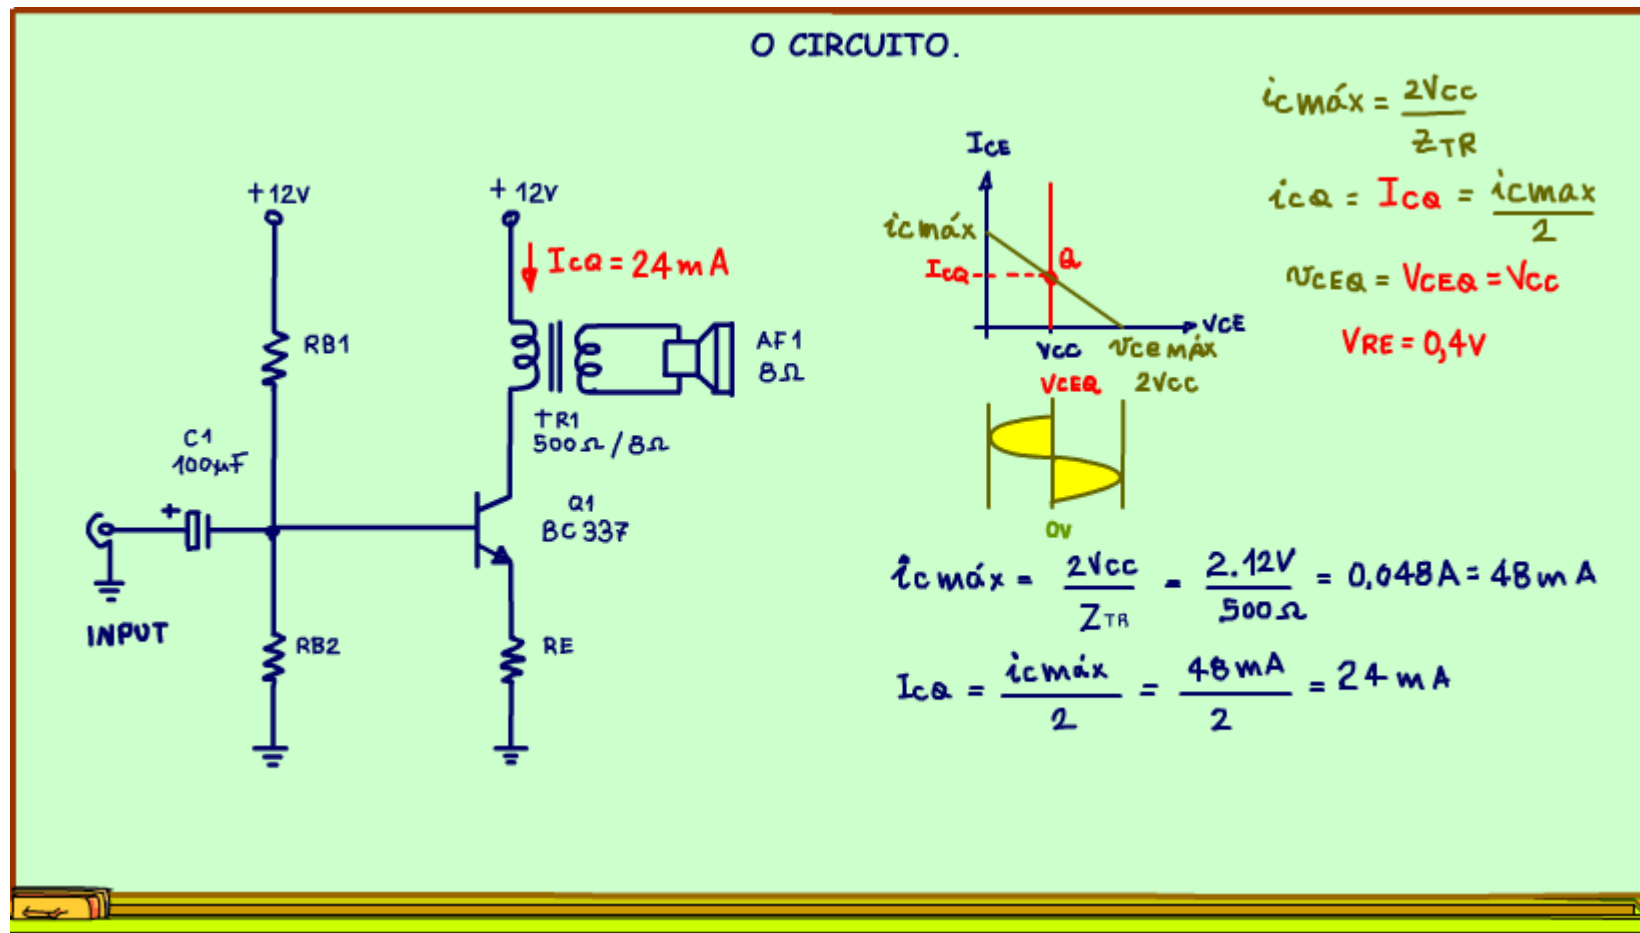 O CIRCUITO.
+12V
+12V
ICQ = 24mA
RB1
AF1
8Ω
TR1
500Ω/8Ω
C1
100µF
+
Q1
BC337
INPUT
RB2
RE
ICE
icmáx
ICQ
Q
VCE
VCC
vce MÁX
VCEQ
2VCC
0V
icmáx = 2Vcc / ZTR
icQ = ICQ = icmax / 2
vCEQ = VCEQ = VCC
VRE = 0,4V
icmáx = 2Vcc / ZTR = 2.12V / 500Ω = 0,048A = 48mA
ICQ = icmáx / 2 = 48mA / 2 = 24mA